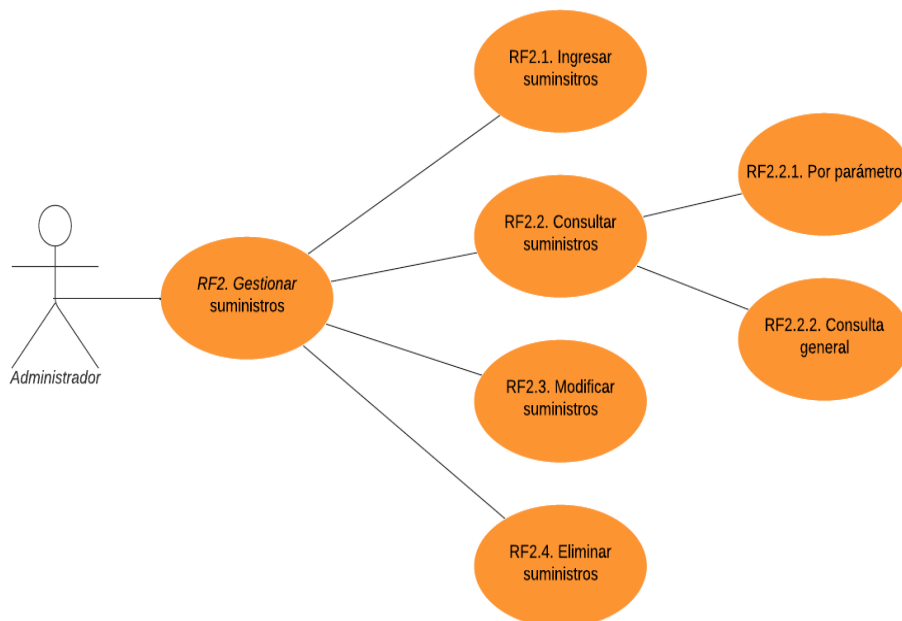 RF2.1. Ingresar
suminsitros
RF2.2.1. Por parámetro
RF2.2. Consultar
suministros
RF2. Gestionar
suministros
RF2.2.2. Consulta
general
Administrador
RF2.3. Modificar
suministros
RF2.4. Eliminar
suministros